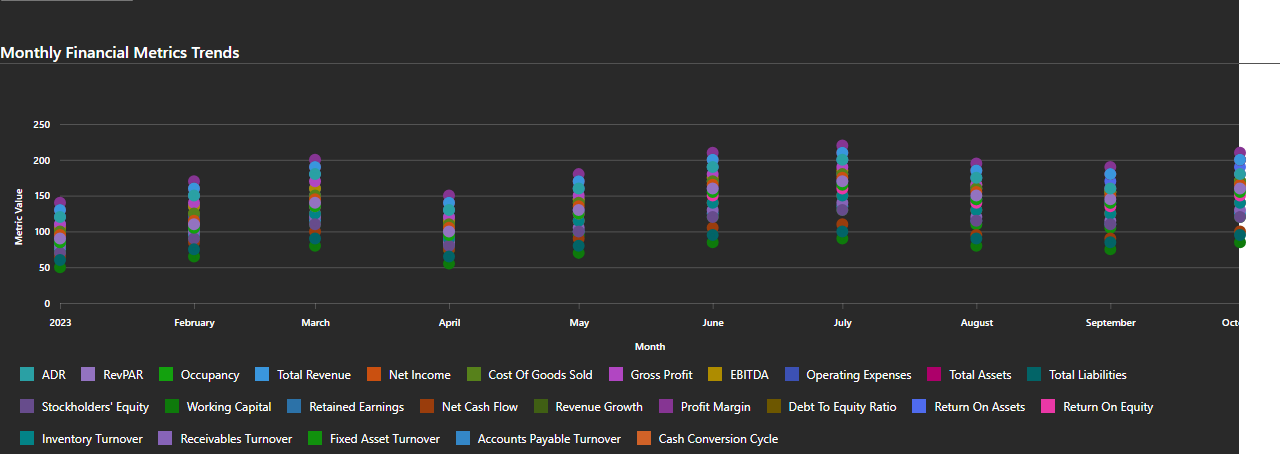 Monthly Financial Metrics Trends
250
200
150
100
50
0
Metric Value
2023 February March April May June July August September Octo
Month
ADR RevPAR Occupancy Total Revenue Net Income Cost Of Goods Sold Gross Profit EBITDA Operating Expenses Total Assets Total Liabilities
Stockholders' Equity Working Capital Retained Earnings Net Cash Flow Revenue Growth Profit Margin Debt To Equity Ratio Return On Assets Return On Equity
Inventory Turnover Receivables Turnover Fixed Asset Turnover Accounts Payable Turnover Cash Conversion Cycle